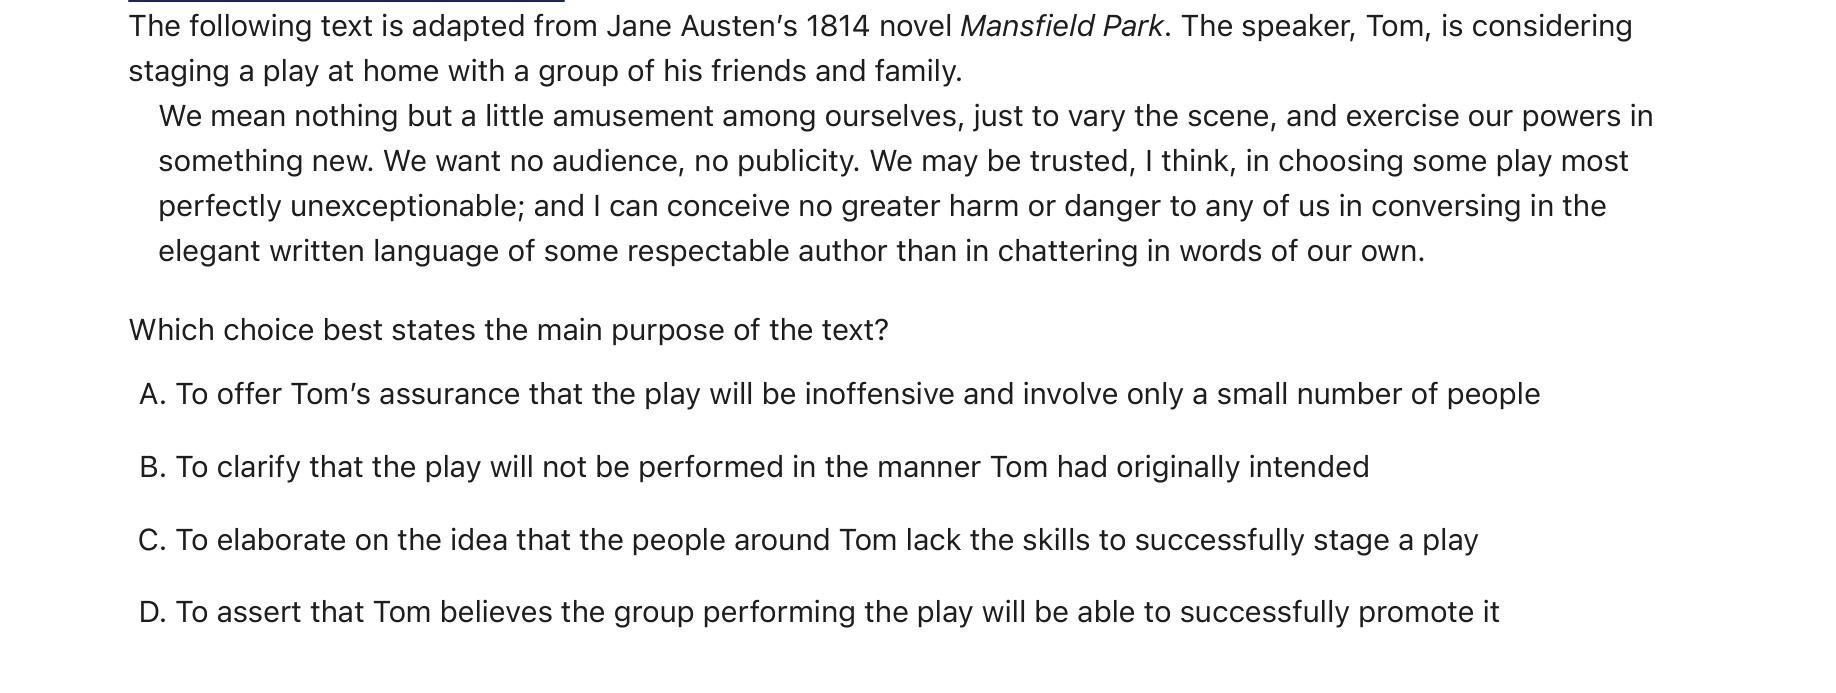 The following text is adapted from Jane Austen’s 1814 novel Mansfield Park. The speaker, Tom, is considering
staging a play at home with a group of his friends and family.
We mean nothing but a little amusement among ourselves, just to vary the scene, and exercise our powers in
something new. We want no audience, no publicity. We may be trusted, I think, in choosing some play most
perfectly unexceptionable; and I can conceive no greater harm or danger to any of us in conversing in the
elegant written language of some respectable author than in chattering in words of our own.
Which choice best states the main purpose of the text?
A. To offer Tom’s assurance that the play will be inoffensive and involve only a small number of people
B. To clarify that the play will not be performed in the manner Tom had originally intended
C. To elaborate on the idea that the people around Tom lack the skills to successfully stage a play
D. To assert that Tom believes the group performing the play will be able to successfully promote it